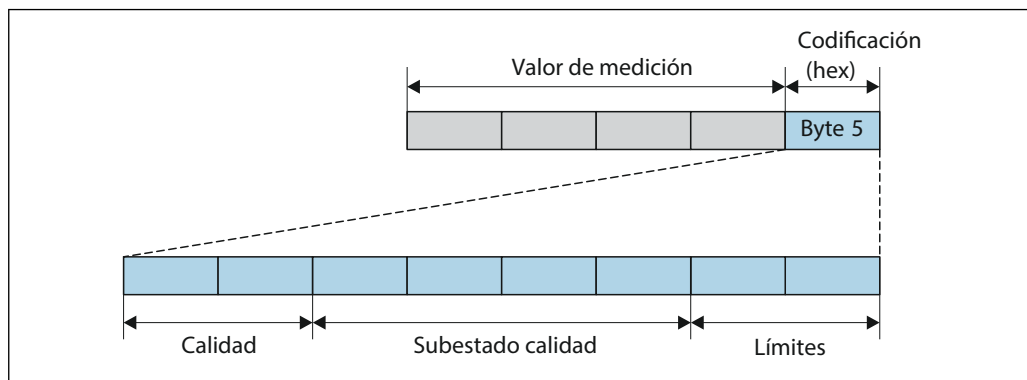 Codificación
(hex)
Valor de medición
Byte 5
Calidad
Subestado calidad
Límites